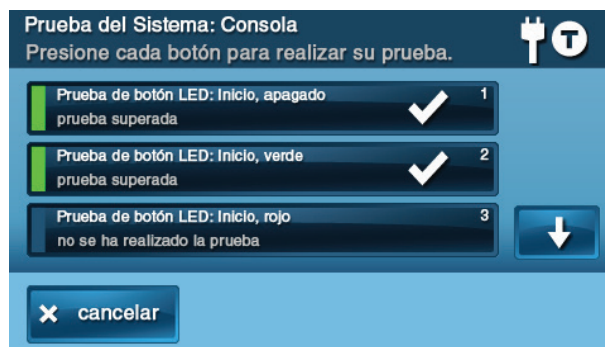 Prueba del Sistema: Consola
Presione cada botón para realizar su prueba.
T
Prueba de botón LED: Inicio, apagado
1
prueba superada
Prueba de botón LED: Inicio, verde
2
prueba superada
Prueba de botón LED: Inicio, rojo
3
no se ha realizado la prueba
cancelar